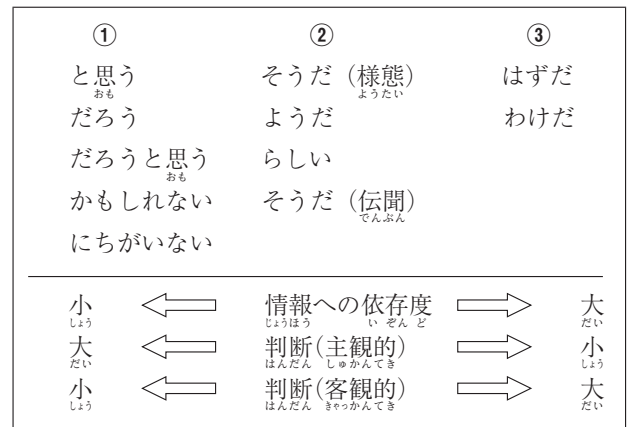 ① ② ③
と思う そうだ（様態） はずだ
おも ようたい
だろう ようだ わけだ
だろうと思う らしい
おも
かもしれない そうだ（伝聞）
でんぶん
にちがいない
小 ⇐ 情報への依存度 ⇒ 大
しょう じょうほう い ぞん ど だい
大 ⇐ 判断(主観的) ⇒ 小
だい はんだん しゅかんてき しょう
小 ⇐ 判断(客観的) ⇒ 大
しょう はんだん きゃっかんてき だい